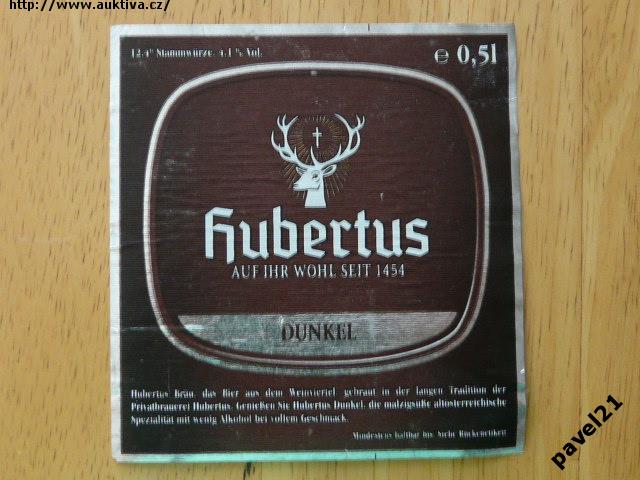 http://www.auktiva.cz/
12,4° Stammwürze, 4,1 % Vol.
℮ 0,5l
Hubertus
AUF IHR WOHL SEIT 1454
DUNKEL
Hubertus Bräu, das Bier aus dem Weinviertel gebraut in der langen Tradition der
Privatbrauerei Hubertus. Genießen Sie Hubertus Dunkel, die malzigsüße altösterreichische
Spezialität mit wenig Alkohol bei vollem Geschmack.
Mindestens haltbar bis: Siehe Rückenetikett
pavel21